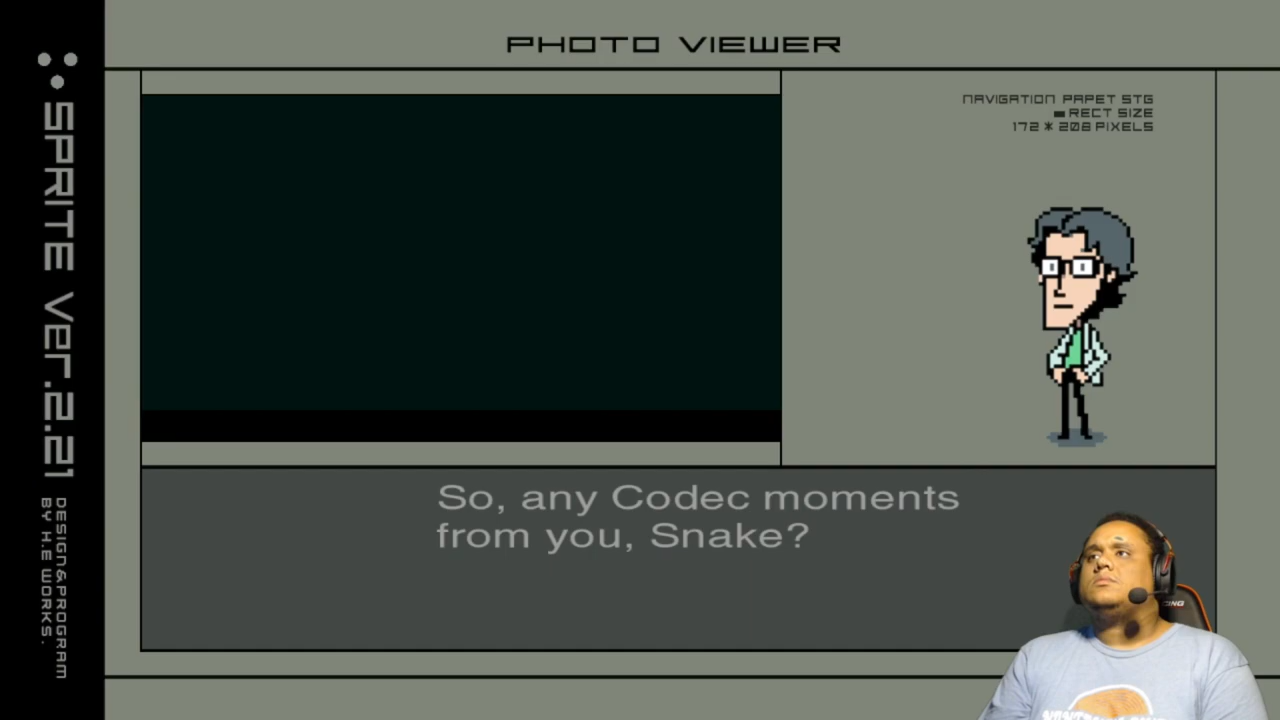 PHOTO VIEWER
SPRITE Ver.2.21
DESIGN&PROGRAM
BY H.E WORKS.
NAVIGATION PAPET STG
RECT SIZE
172 * 208 PIXELS
So, any Codec moments
from you, Snake?